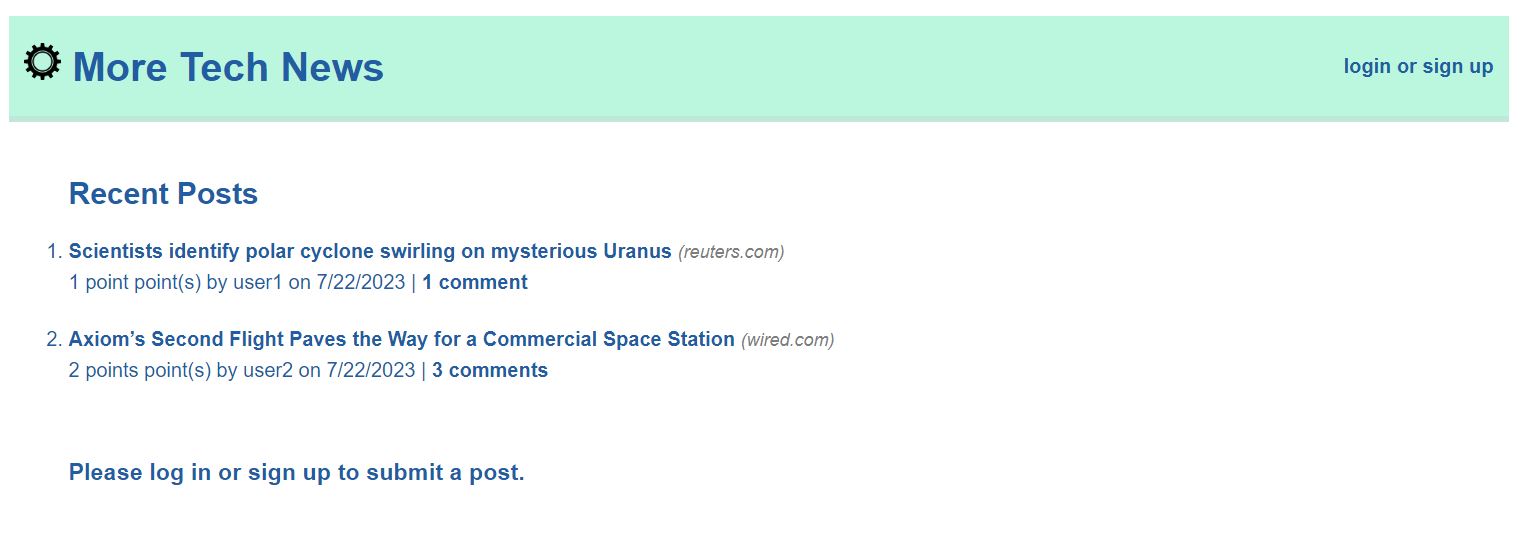 More Tech News
login or sign up
Recent Posts
1. Scientists identify polar cyclone swirling on mysterious Uranus (reuters.com)
1 point point(s) by user1 on 7/22/2023 | 1 comment
2. Axiom’s Second Flight Paves the Way for a Commercial Space Station (wired.com)
2 points point(s) by user2 on 7/22/2023 | 3 comments
Please log in or sign up to submit a post.